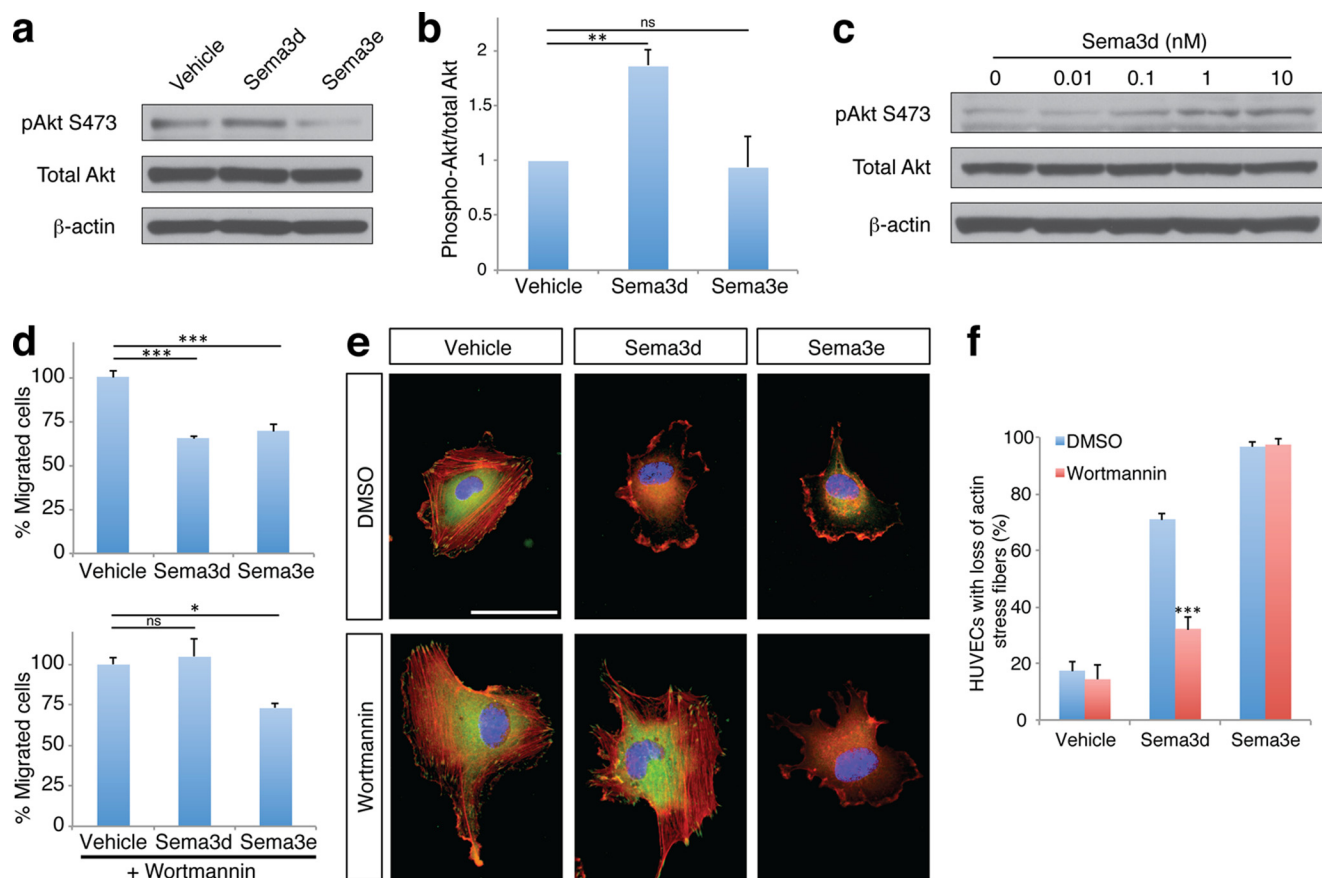 a
Vehicle
Sema3d
Sema3e
pAkt S473
Total Akt
β-actin
b
ns
**
2
1.5
1
0.5
0
Phospho-Akt/total Akt
Vehicle Sema3d Sema3e
c
Sema3d (nM)
0 0.01 0.1 1 10
pAkt S473
Total Akt
β-actin
d
***
***
100
75
50
25
0
% Migrated cells
Vehicle Sema3d Sema3e
*
ns
100
75
50
25
0
% Migrated cells
Vehicle Sema3d Sema3e
+ Wortmannin
e
Vehicle Sema3d Sema3e
DMSO
Wortmannin
f
DMSO
Wortmannin
100
80
60
40
20
0
HUVECs with loss of actin
stress fibers (%)
***
Vehicle Sema3d Sema3e